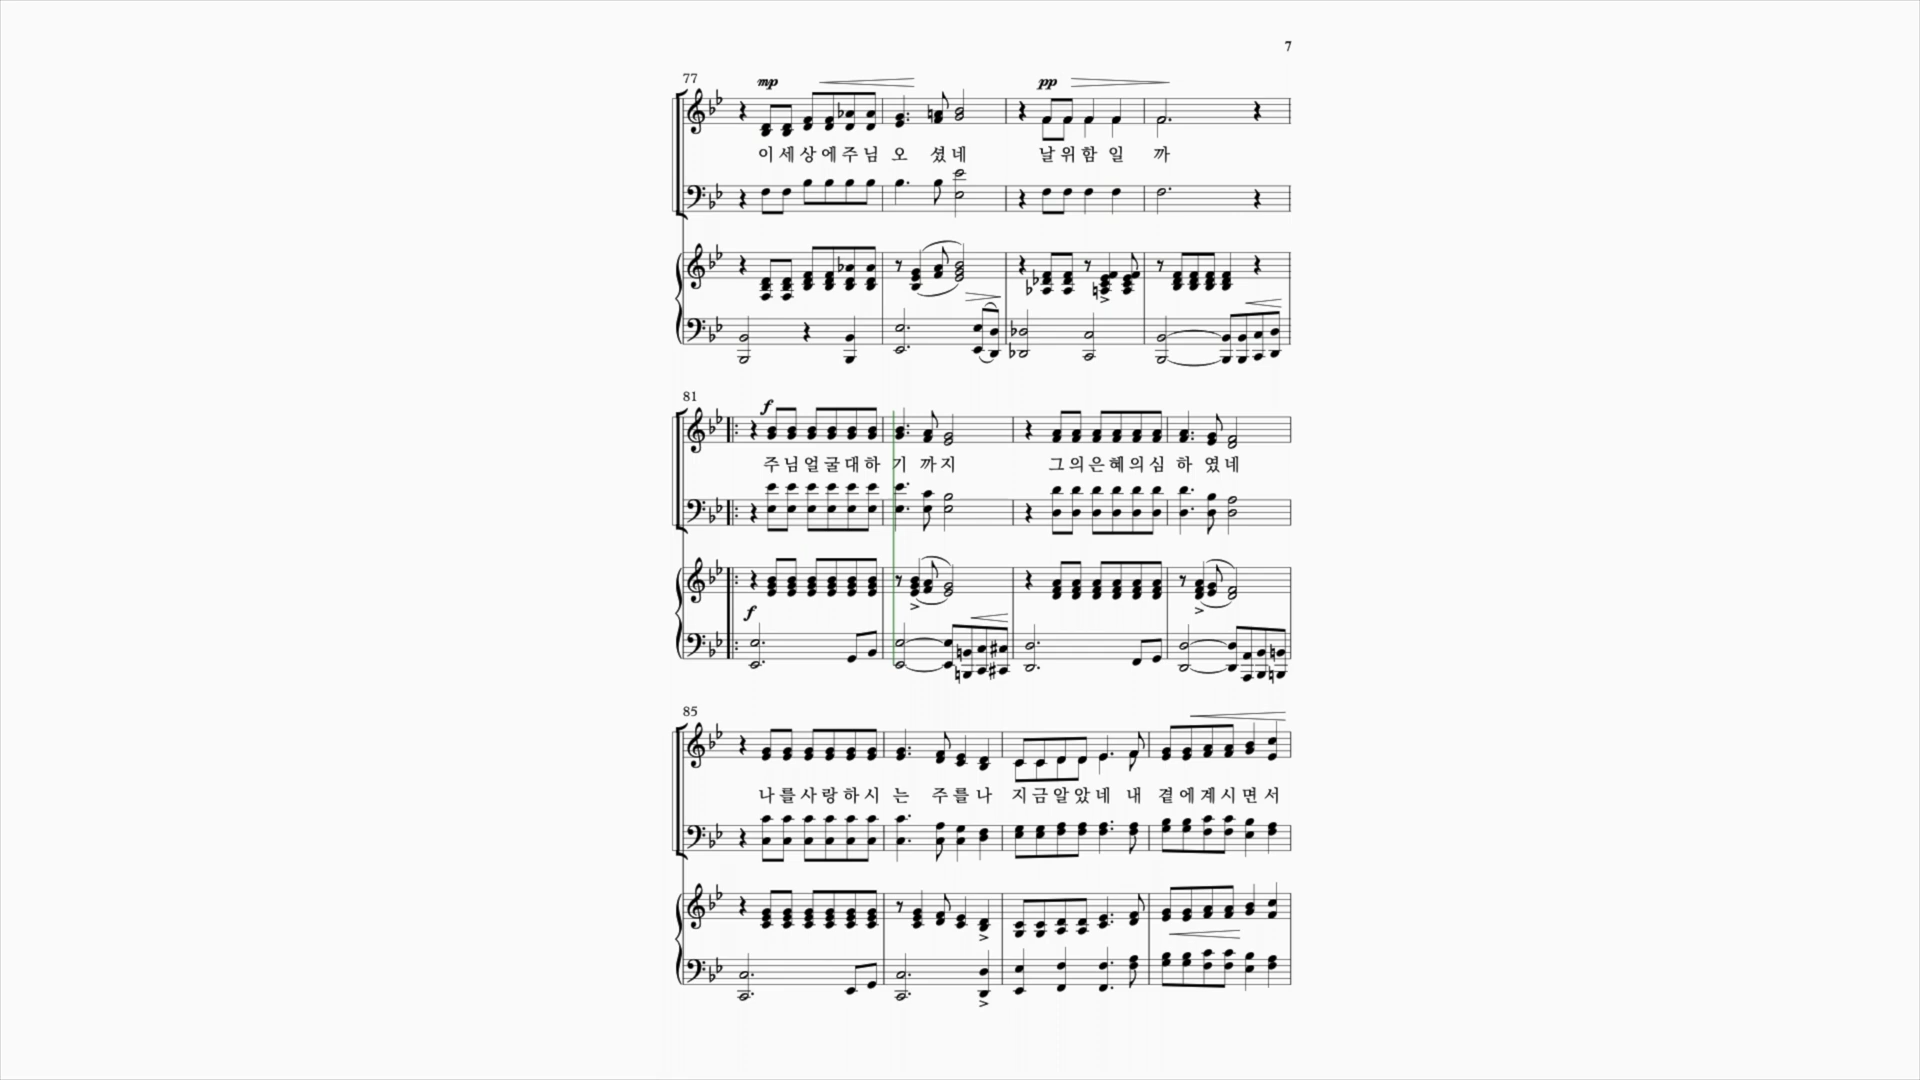 7
77
mp
pp
이 세 상 에 주 님 오 셨 네 날 위 함 일 까
81
f
주 님 얼 굴 대 하 기 까 지 그 의 은 혜 의 심 하 였 네
f
85
나 를 사 랑 하 시 는 주 를 나 지 금 알 았 네 내 곁 에 계 시 면 서